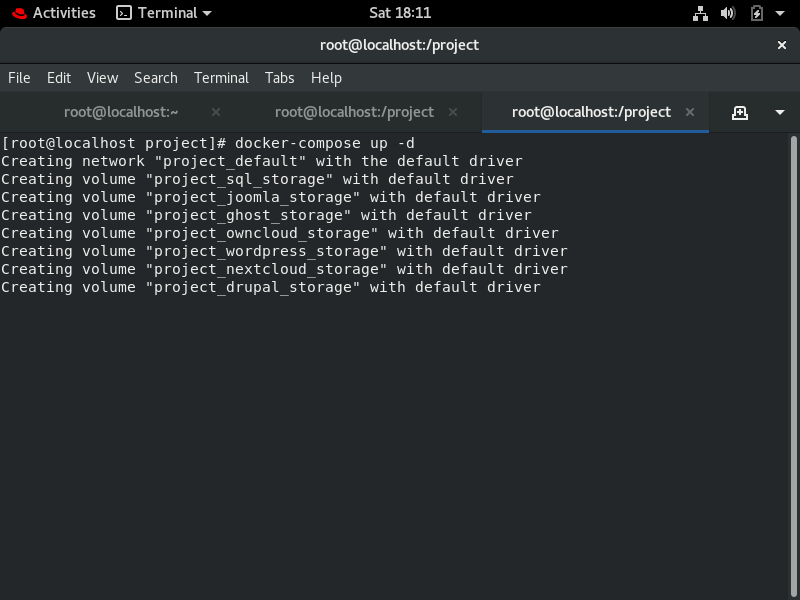 Activities Terminal Sat 18:11
root@localhost:/project
File Edit View Search Terminal Tabs Help
root@localhost:~ root@localhost:/project root@localhost:/project
[root@localhost project]# docker-compose up -d
Creating network "project_default" with the default driver
Creating volume "project_sql_storage" with default driver
Creating volume "project_joomla_storage" with default driver
Creating volume "project_ghost_storage" with default driver
Creating volume "project_owncloud_storage" with default driver
Creating volume "project_wordpress_storage" with default driver
Creating volume "project_nextcloud_storage" with default driver
Creating volume "project_drupal_storage" with default driver